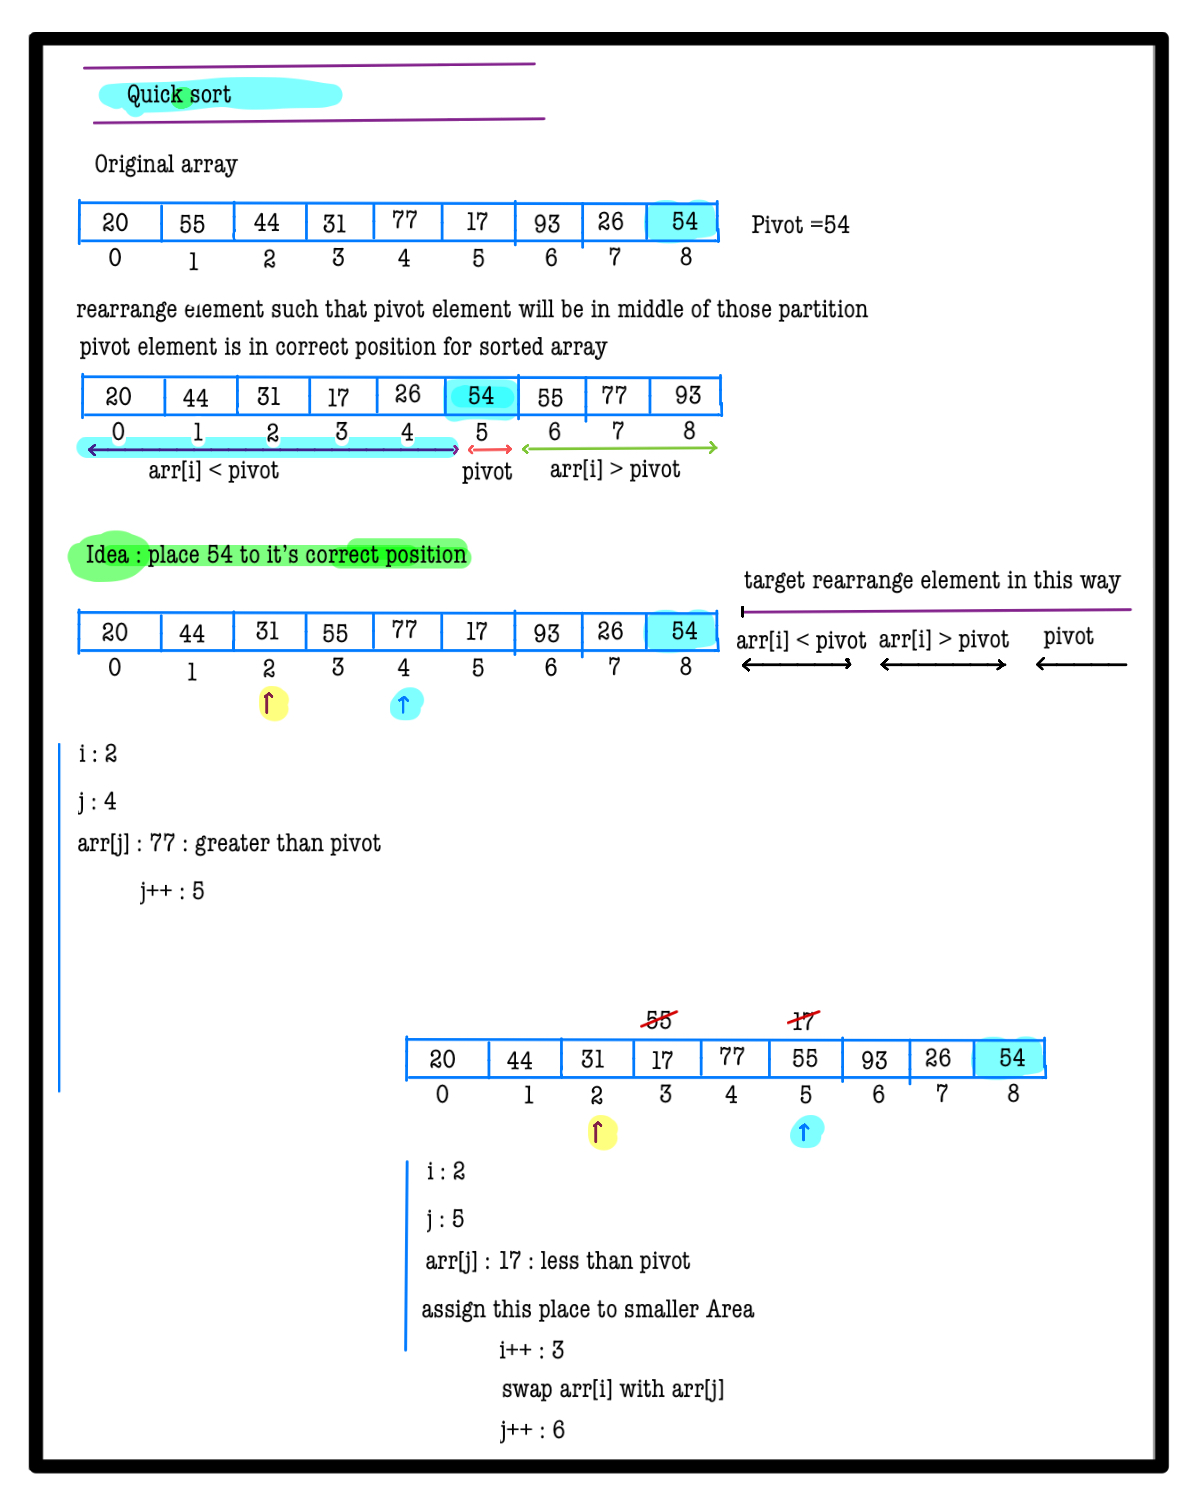 Quick sort
Original array
20 55 44 31 77 17 93 26 54 Pivot =54
0 1 2 3 4 5 6 7 8
rearrange element such that pivot element will be in middle of those partition
pivot element is in correct position for sorted array
20 44 31 17 26 54 55 77 93
0 1 2 3 4 5 6 7 8
arr[i] < pivot pivot arr[i] > pivot
Idea : place 54 to it's correct position
target rearrange element in this way
20 44 31 55 77 17 93 26 54
arr[i] < pivot arr[i] > pivot pivot
0 1 2 3 4 5 6 7 8
i : 2
j : 4
arr[j] : 77 : greater than pivot
j++ : 5
55 17
20 44 31 17 77 55 93 26 54
0 1 2 3 4 5 6 7 8
i : 2
j : 5
arr[j] : 17 : less than pivot
assign this place to smaller Area
i++ : 3
swap arr[i] with arr[j]
j++ : 6